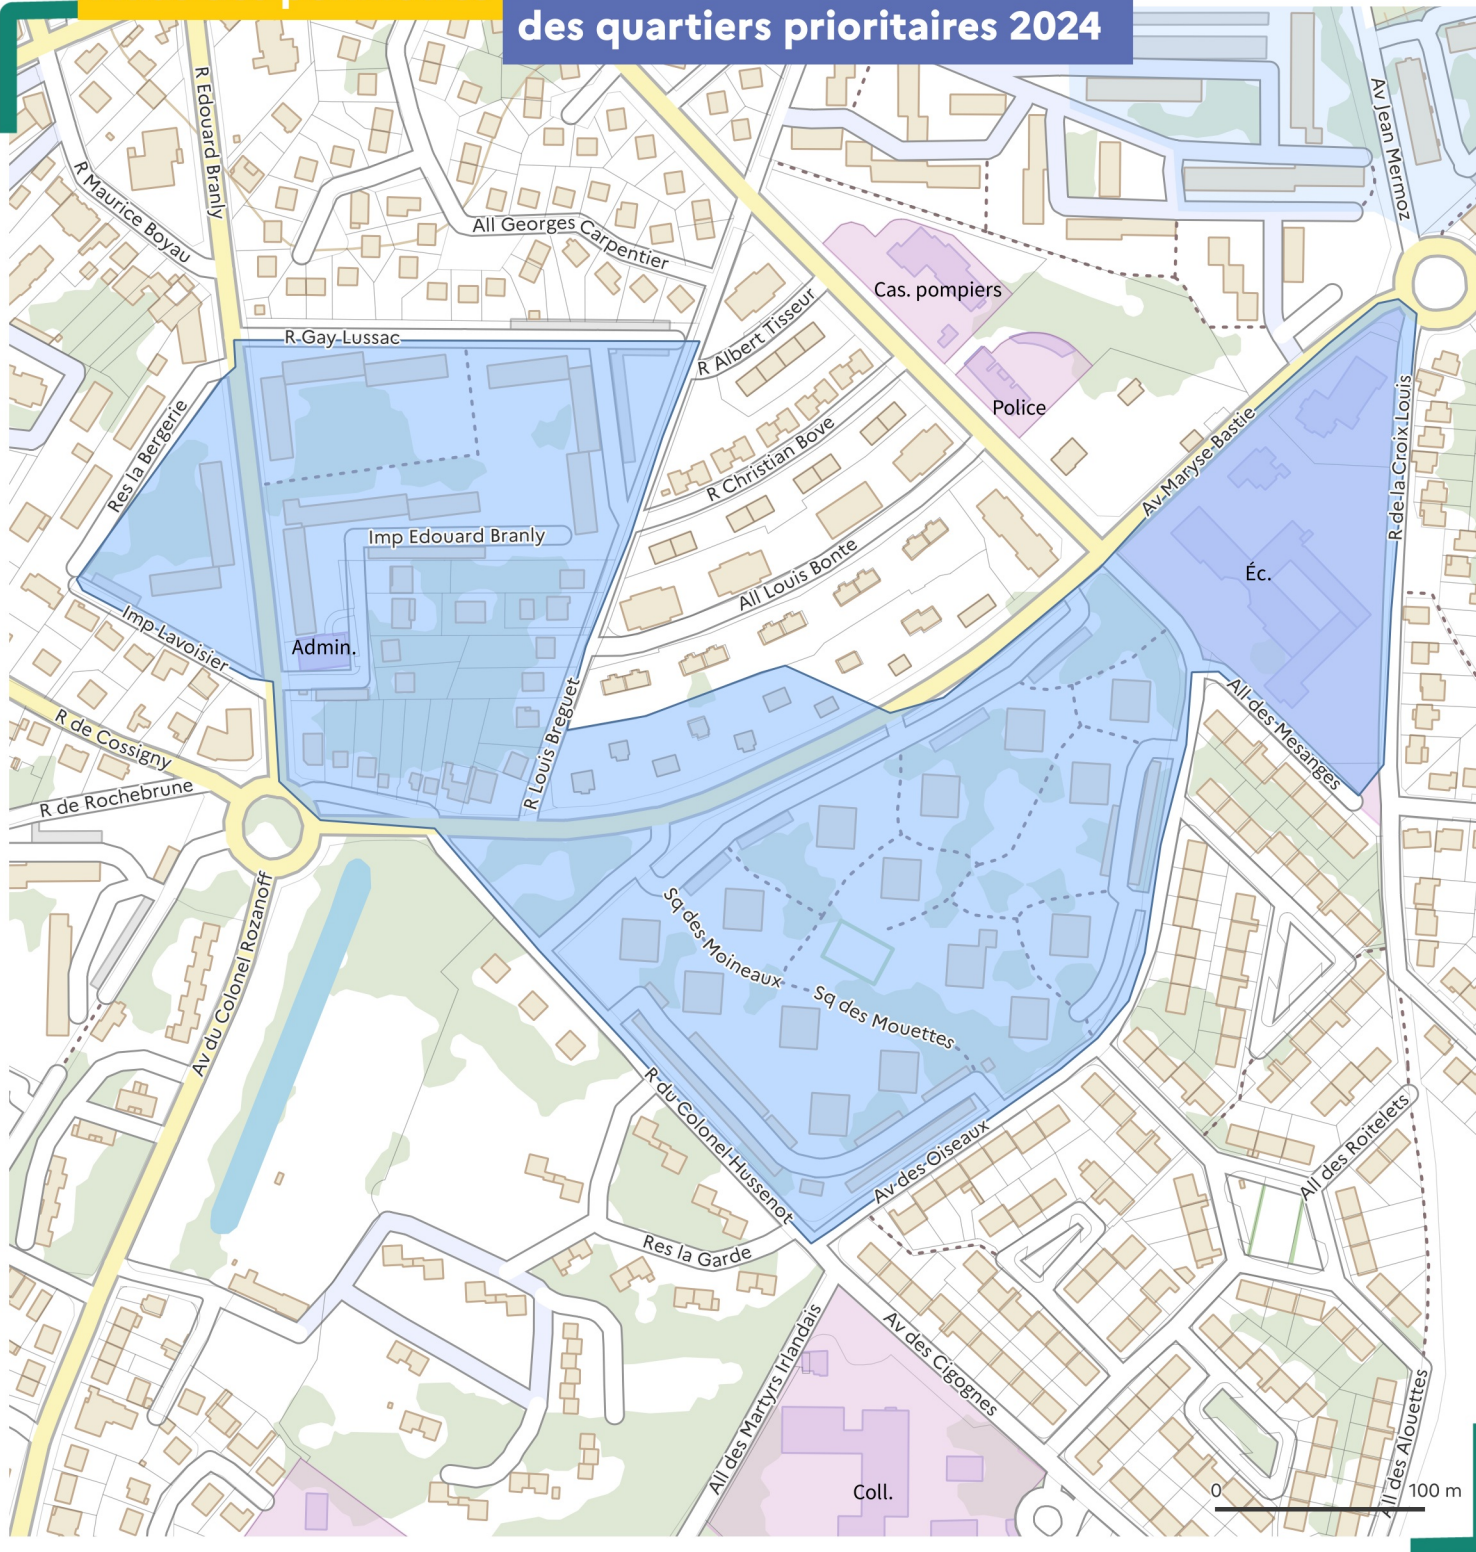 des quartiers prioritaires 2024
R Edouard Branly
Av Jean Mermoz
R Maurice Boyau
All Georges Carpentier
Cas. pompiers
R Gay Lussac
R Albert Tisseur
Police
R de la Croix Louis
Res la Bergerie
R Christian Bove
Av Maryse Bastie
Imp Edouard Branly
All Louis Bonte
Éc.
Imp Lavoisier
Admin.
R Louis Breguet
All des Mesanges
R de Cossigny
R de Rochebrune
Av du Colonel Rozanoff
Sq des Moineaux
Sq des Mouettes
R du Colonel Hussenot
Av des Oiseaux
All des Roitelets
Res la Garde
All des Martyrs Irlandais
Av des Cigognes
All des Alouettes
Coll.
0 100 m